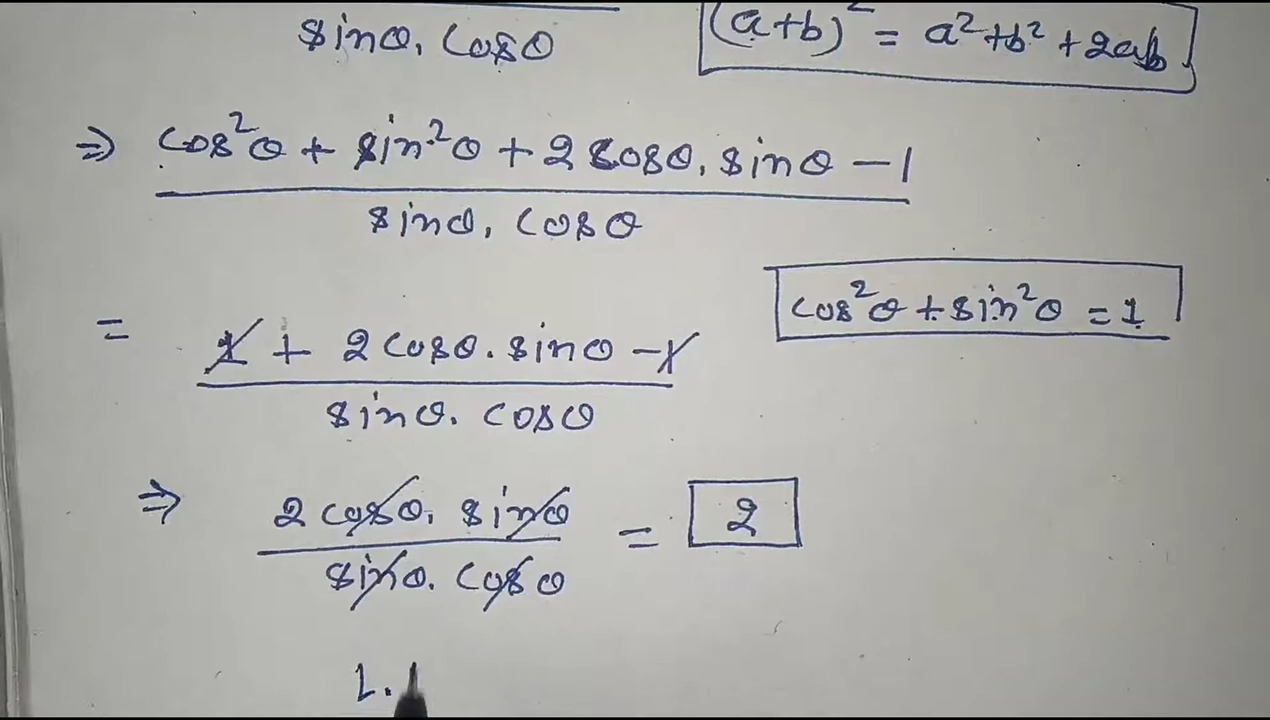 sinθ, cosθ
(a+b)² = a²+b²+2ab
⇒ cos²θ + sin²θ + 2 cosθ. sinθ − 1
sinθ, cosθ
cos²θ + sin²θ = 1
= 1 + 2 cosθ. sinθ − 1
sinθ. cosθ
⇒ 2 cosθ. sinθ = 2
sinθ. cosθ
L.